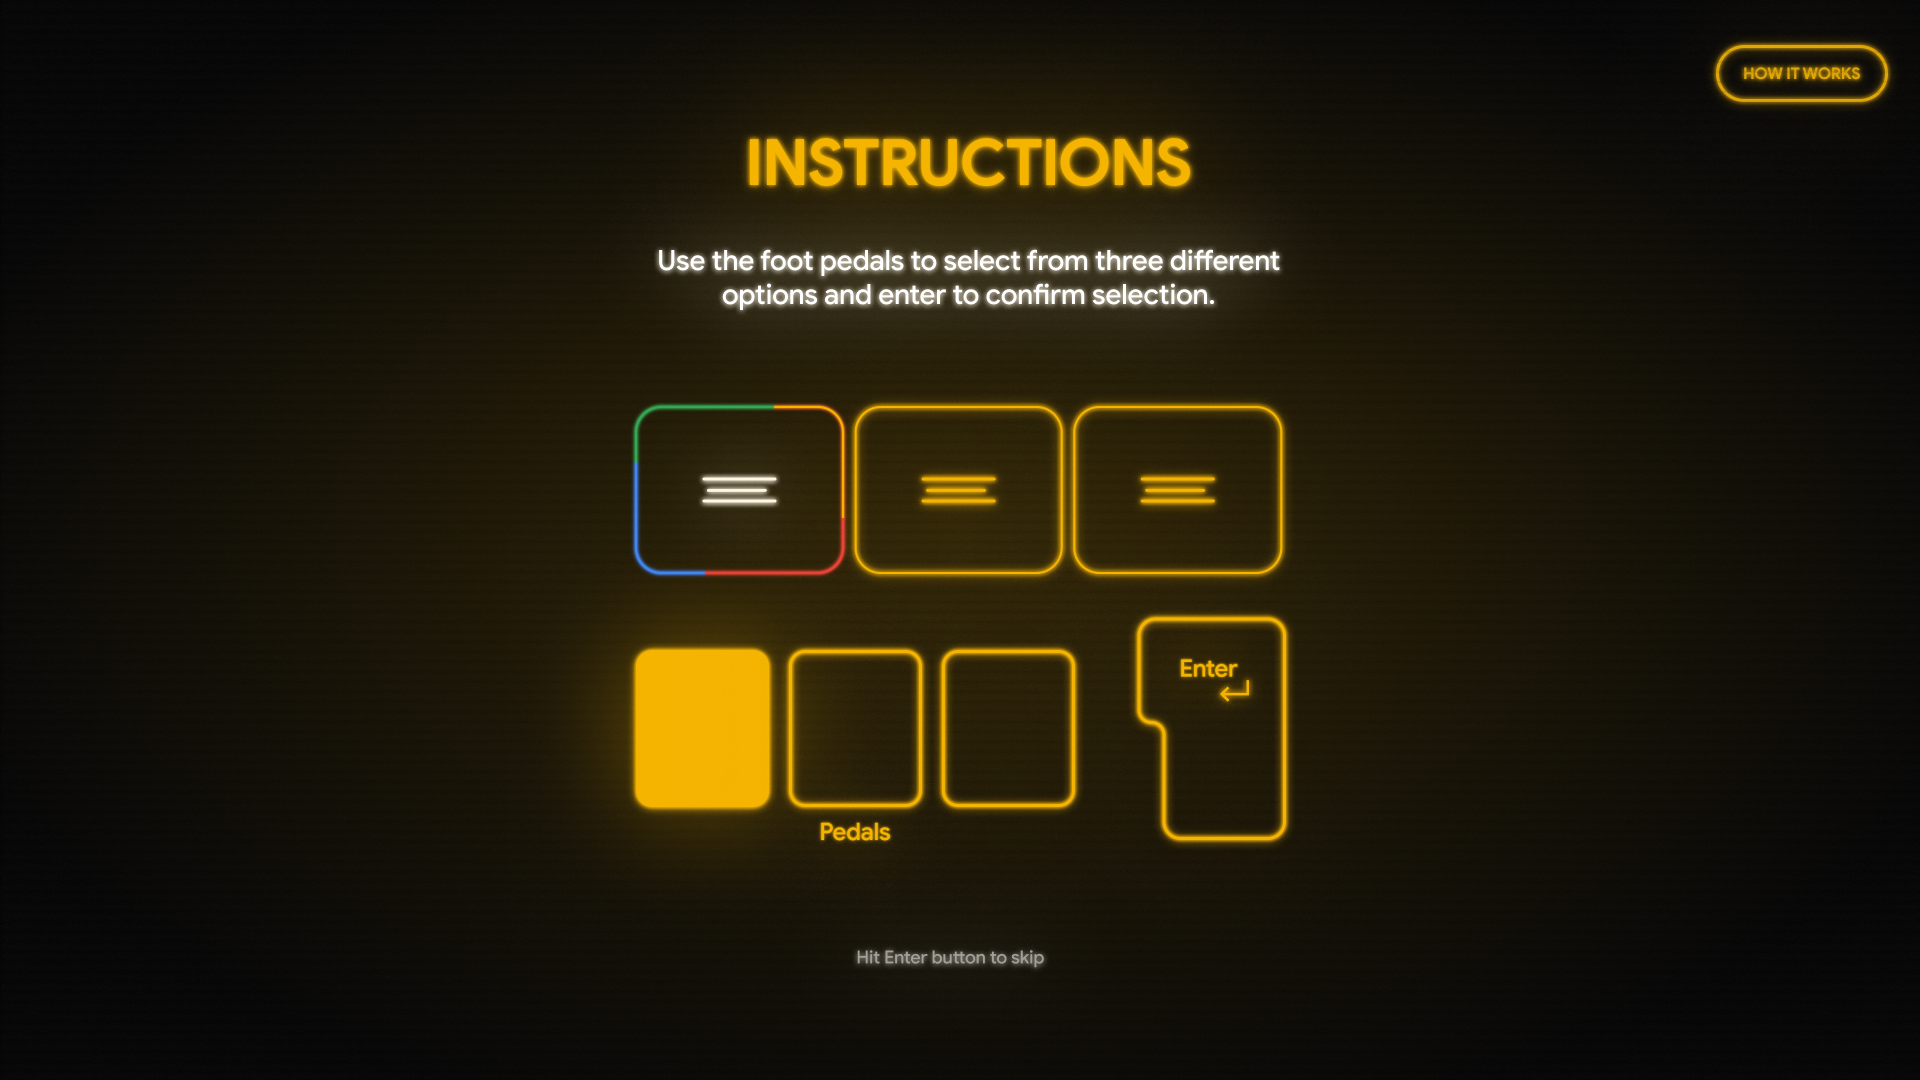 HOW IT WORKS
INSTRUCTIONS
Use the foot pedals to select from three different
options and enter to confirm selection.
Enter
Pedals
Hit Enter button to skip